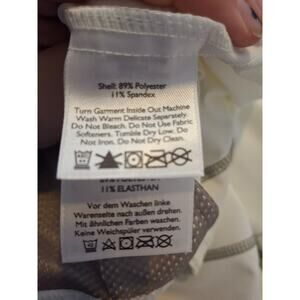 Shell: 89% Polyester
11% Spandex
Turn Garment Inside Out Machine
Wash Warm Delicate Separately.
Do Not Bleach. Do Not Use Fabric
Softeners. Tumble Dry Low. Do
Not Iron. Do Not Dry Clean.
11% ELASTHAN
Vor dem Waschen linke
Warenseite nach außen drehen.
Mit ähnlichen Farben waschen.
Keine Weichspüler verwenden.